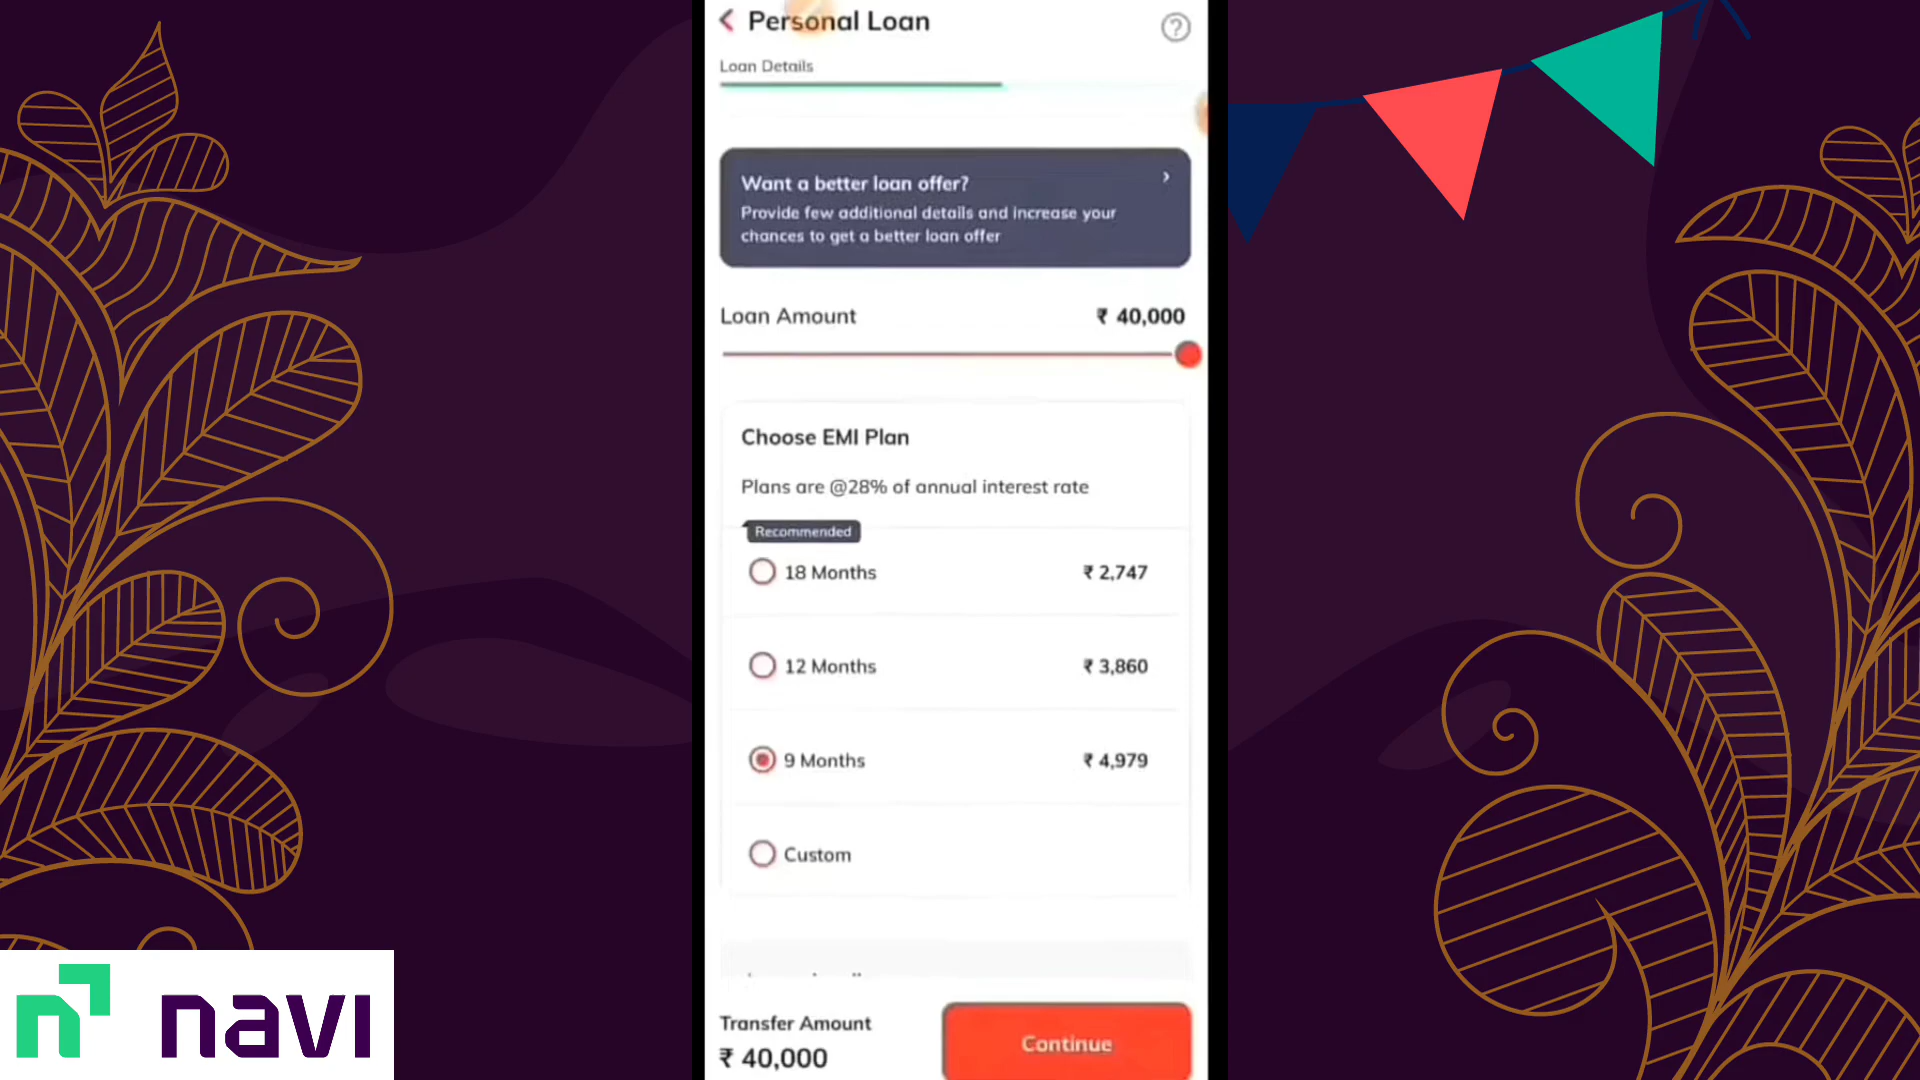 Personal Loan
?
Loan Details
Want a better loan offer?
Provide few additional details and increase your
chances to get a better loan offer
Loan Amount ₹ 40,000
Choose EMI Plan
Plans are @28% of annual interest rate
Recommended
18 Months ₹ 2,747
12 Months ₹ 3,860
9 Months ₹ 4,979
Custom
Transfer Amount
₹ 40,000
Continue
navi